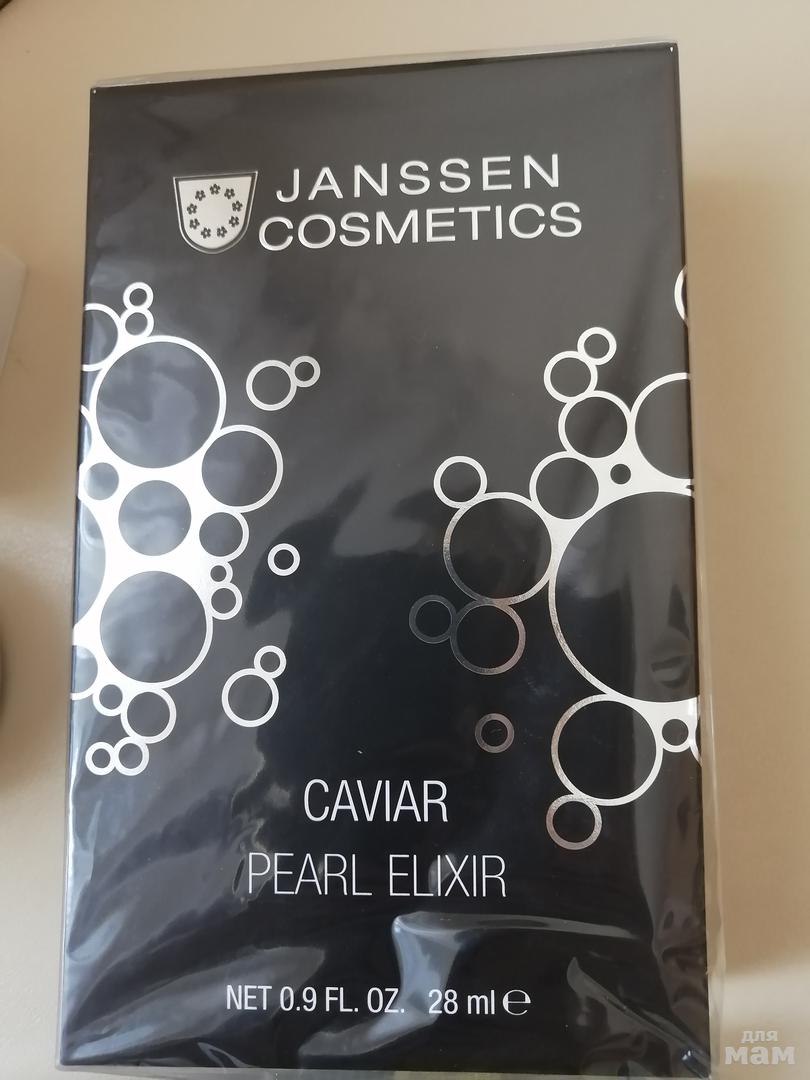 JANSSEN
COSMETICS
CAVIAR
PEARL ELIXIR
NET 0.9 FL. OZ. 28 ml ℮
для
мам